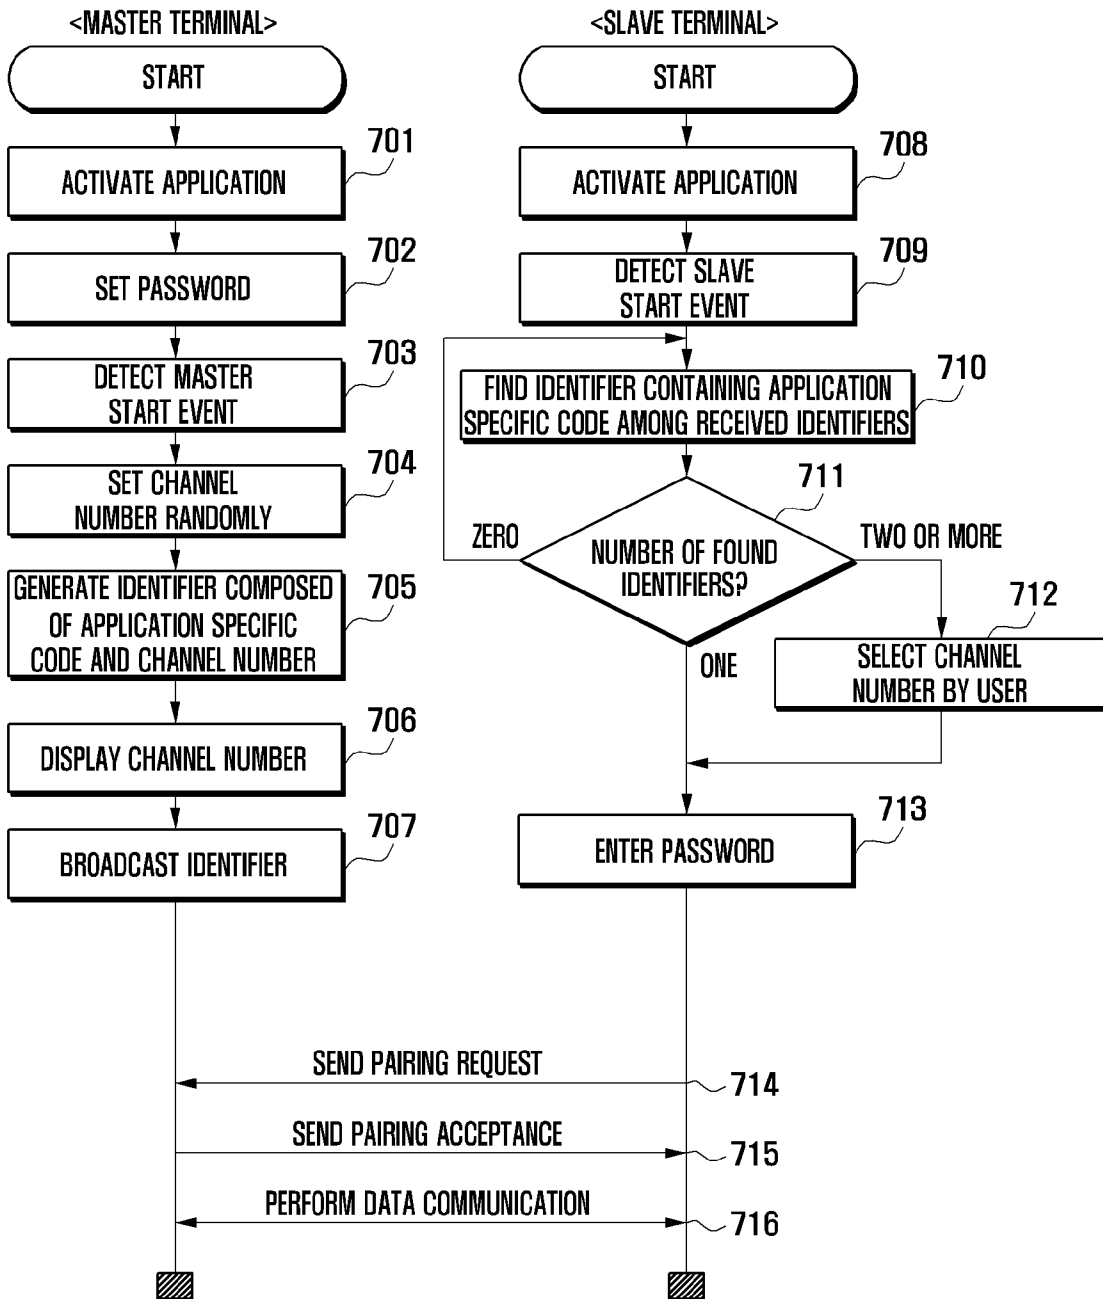 <MASTER TERMINAL>
START
701
ACTIVATE APPLICATION
702
SET PASSWORD
703
DETECT MASTER
START EVENT
704
SET CHANNEL
NUMBER RANDOMLY
705
GENERATE IDENTIFIER COMPOSED
OF APPLICATION SPECIFIC
CODE AND CHANNEL NUMBER
706
DISPLAY CHANNEL NUMBER
707
BROADCAST IDENTIFIER
<SLAVE TERMINAL>
START
708
ACTIVATE APPLICATION
709
DETECT SLAVE
START EVENT
710
FIND IDENTIFIER CONTAINING APPLICATION
SPECIFIC CODE AMONG RECEIVED IDENTIFIERS
711
NUMBER OF FOUND
IDENTIFIERS?
ZERO
TWO OR MORE
ONE
712
SELECT CHANNEL
NUMBER BY USER
713
ENTER PASSWORD
SEND PAIRING REQUEST
714
SEND PAIRING ACCEPTANCE
715
PERFORM DATA COMMUNICATION
716